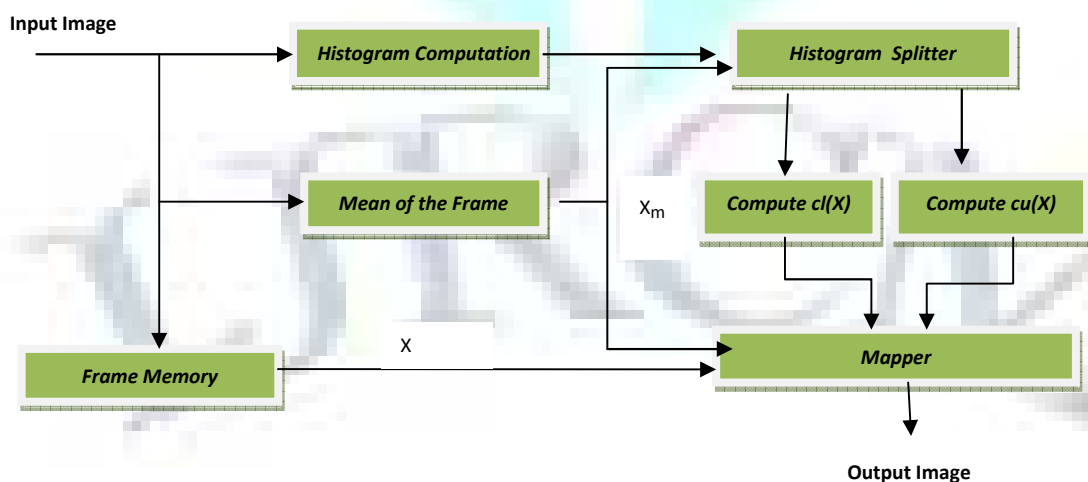 Input Image
Histogram Computation
Histogram Splitter
Mean of the Frame
Xm
Compute cl(X)
Compute cu(X)
X
Mapper
Frame Memory
Output Image